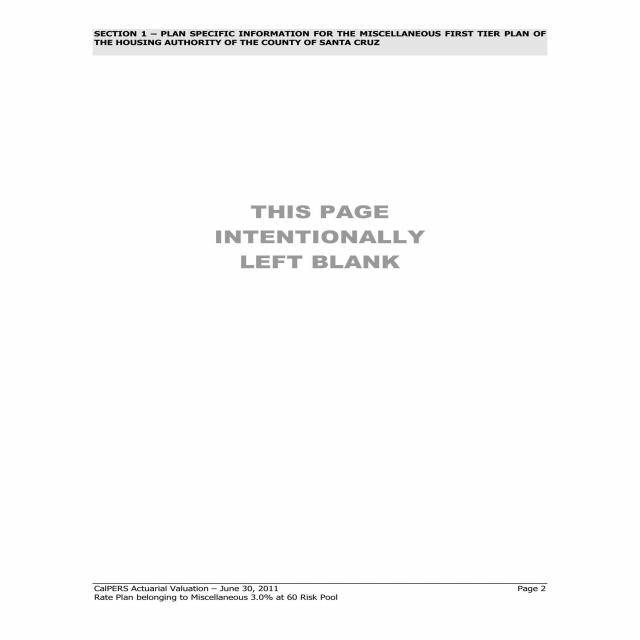 SECTION 1 – PLAN SPECIFIC INFORMATION FOR THE MISCELLANEOUS FIRST TIER PLAN OF
THE HOUSING AUTHORITY OF THE COUNTY OF SANTA CRUZ
THIS PAGE
INTENTIONALLY
LEFT BLANK
CalPERS Actuarial Valuation – June 30, 2011 Page 2
Rate Plan belonging to Miscellaneous 3.0% at 60 Risk Pool